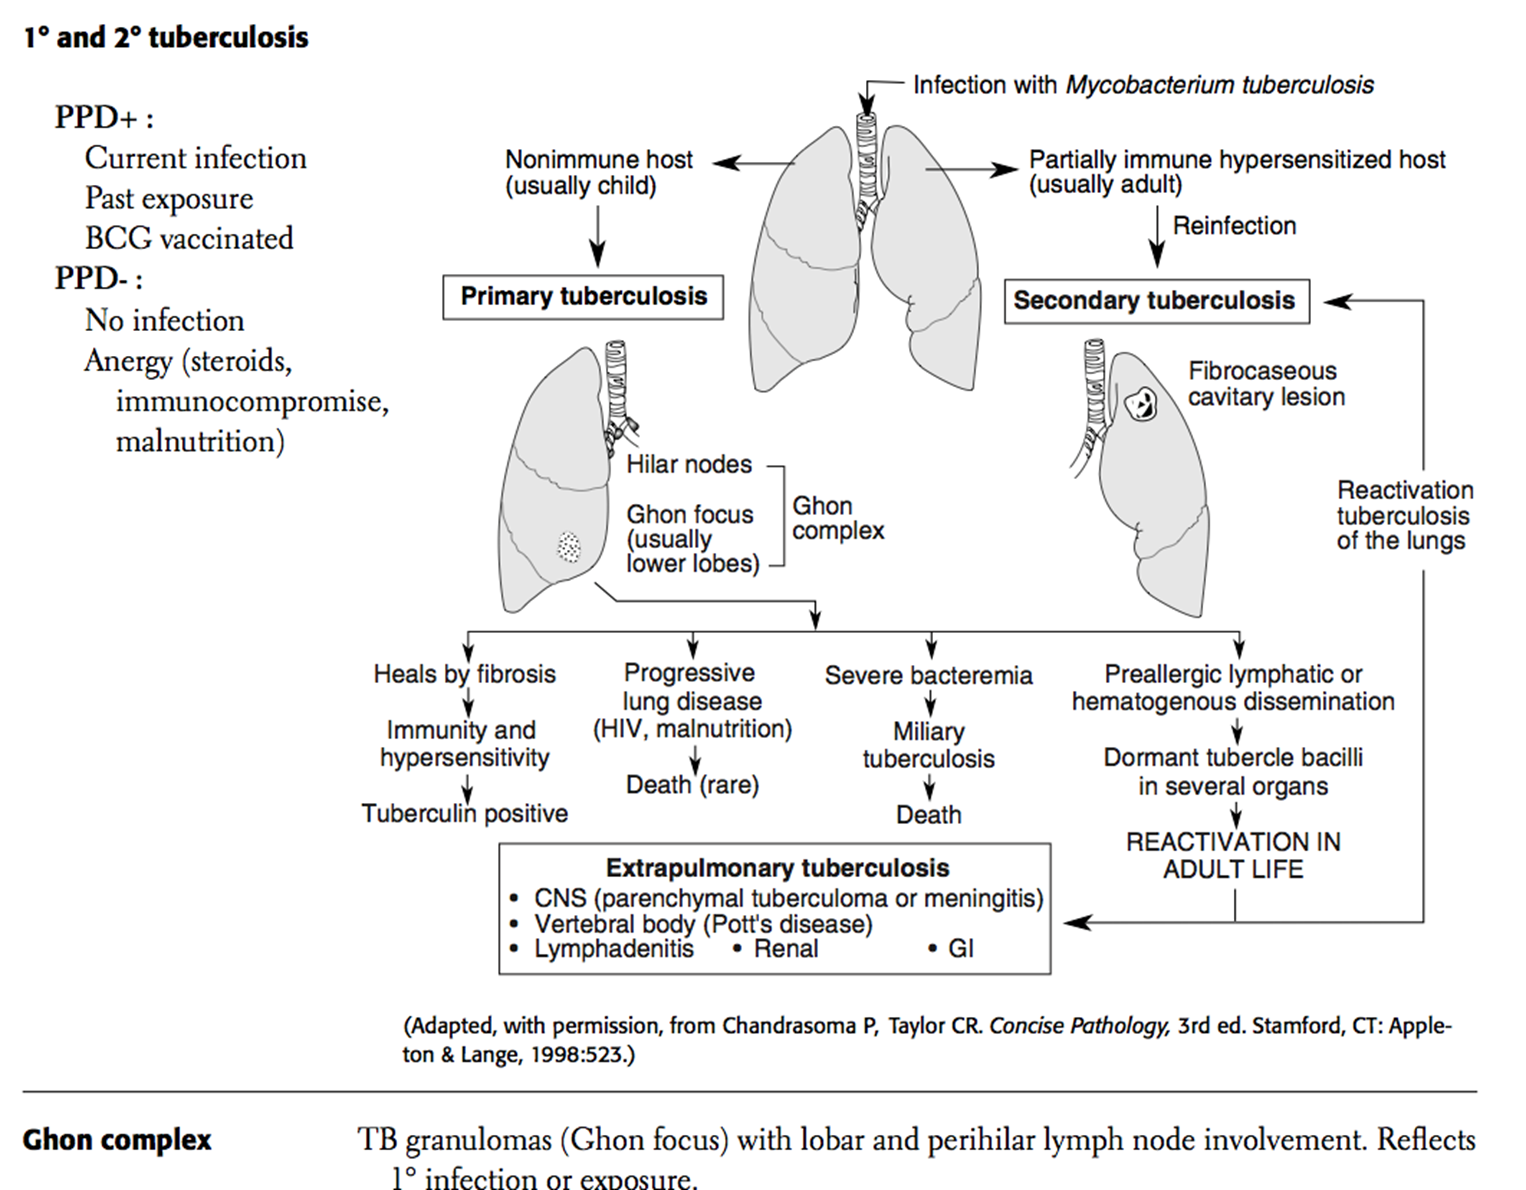 1° and 2° tuberculosis
PPD+ :
Current infection
Past exposure
BCG vaccinated
PPD- :
No infection
Anergy (steroids,
immunocompromise,
malnutrition)
Infection with Mycobacterium tuberculosis
Nonimmune host
(usually child)
Partially immune hypersensitized host
(usually adult)
Reinfection
Primary tuberculosis
Secondary tuberculosis
Fibrocaseous
cavitary lesion
Hilar nodes
Ghon focus
(usually
lower lobes)
Ghon
complex
Reactivation
tuberculosis
of the lungs
Heals by fibrosis
Immunity and
hypersensitivity
Tuberculin positive
Progressive
lung disease
(HIV, malnutrition)
Death (rare)
Severe bacteremia
Miliary
tuberculosis
Death
Preallergic lymphatic or
hematogenous dissemination
Dormant tubercle bacilli
in several organs
REACTIVATION IN
ADULT LIFE
Extrapulmonary tuberculosis
• CNS (parenchymal tuberculoma or meningitis)
• Vertebral body (Pott's disease)
• Lymphadenitis • Renal • GI
(Adapted, with permission, from Chandrasoma P, Taylor CR. Concise Pathology, 3rd ed. Stamford, CT: Apple-
ton & Lange, 1998:523.)
Ghon complex
TB granulomas (Ghon focus) with lobar and perihilar lymph node involvement. Reflects
1° infection or exposure.